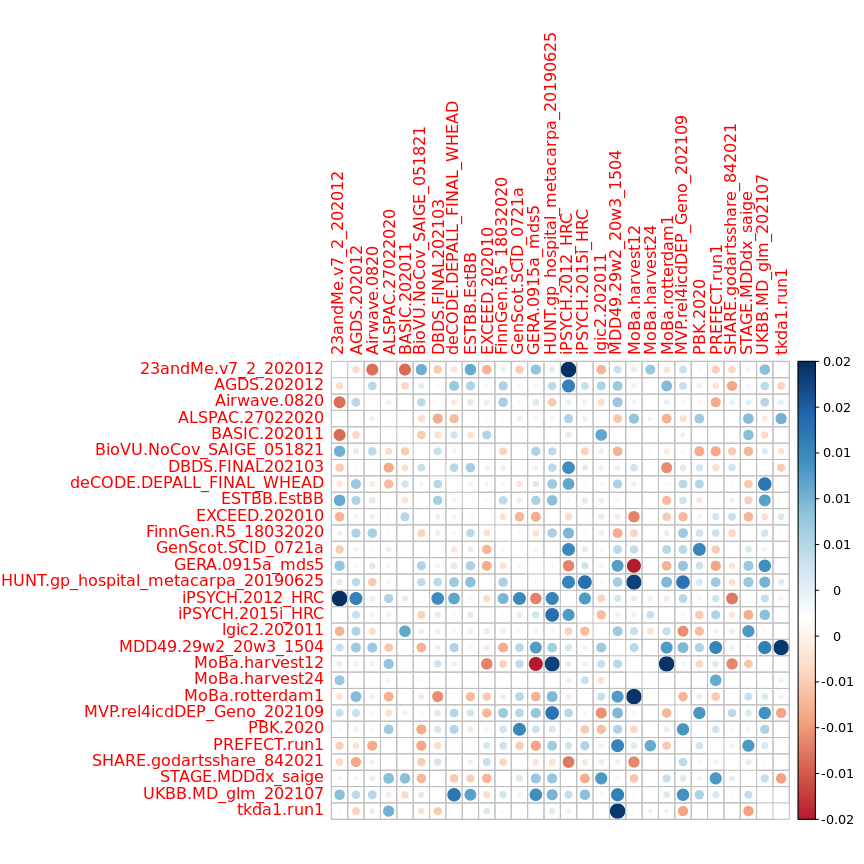 23andMe.v7_2_202012
AGDS.202012
Airwave.0820
ALSPAC.27022020
BASIC.202011
BioVU.NoCov_SAIGE_051821
DBDS.FINAL202103
deCODE.DEPALL_FINAL_WHEAD
ESTBB.EstBB
EXCEED.202010
FinnGen.R5_18032020
GenScot.SCID_0721a
GERA.0915a_mds5
HUNT.gp_hospital_metacarpa_20190625
iPSYCH.2012_HRC
iPSYCH.2015i_HRC
lgic2.202011
MDD49.29w2_20w3_1504
MoBa.harvest12
MoBa.harvest24
MoBa.rotterdam1
MVP.rel4icdDEP_Geno_202109
PBK.2020
PREFECT.run1
SHARE.godartsshare_842021
STAGE.MDDdx_saige
UKBB.MD_glm_202107
tkda1.run1
23andMe.v7_2_202012
AGDS.202012
Airwave.0820
ALSPAC.27022020
BASIC.202011
BioVU.NoCov_SAIGE_051821
DBDS.FINAL202103
deCODE.DEPALL_FINAL_WHEAD
ESTBB.EstBB
EXCEED.202010
FinnGen.R5_18032020
GenScot.SCID_0721a
GERA.0915a_mds5
HUNT.gp_hospital_metacarpa_20190625
iPSYCH.2012_HRC
iPSYCH.2015i_HRC
lgic2.202011
MDD49.29w2_20w3_1504
MoBa.harvest12
MoBa.harvest24
MoBa.rotterdam1
MVP.rel4icdDEP_Geno_202109
PBK.2020
PREFECT.run1
SHARE.godartsshare_842021
STAGE.MDDdx_saige
UKBB.MD_glm_202107
tkda1.run1
0.02
0.02
0.01
0.01
0.01
0
0
-0.01
-0.01
-0.01
-0.02